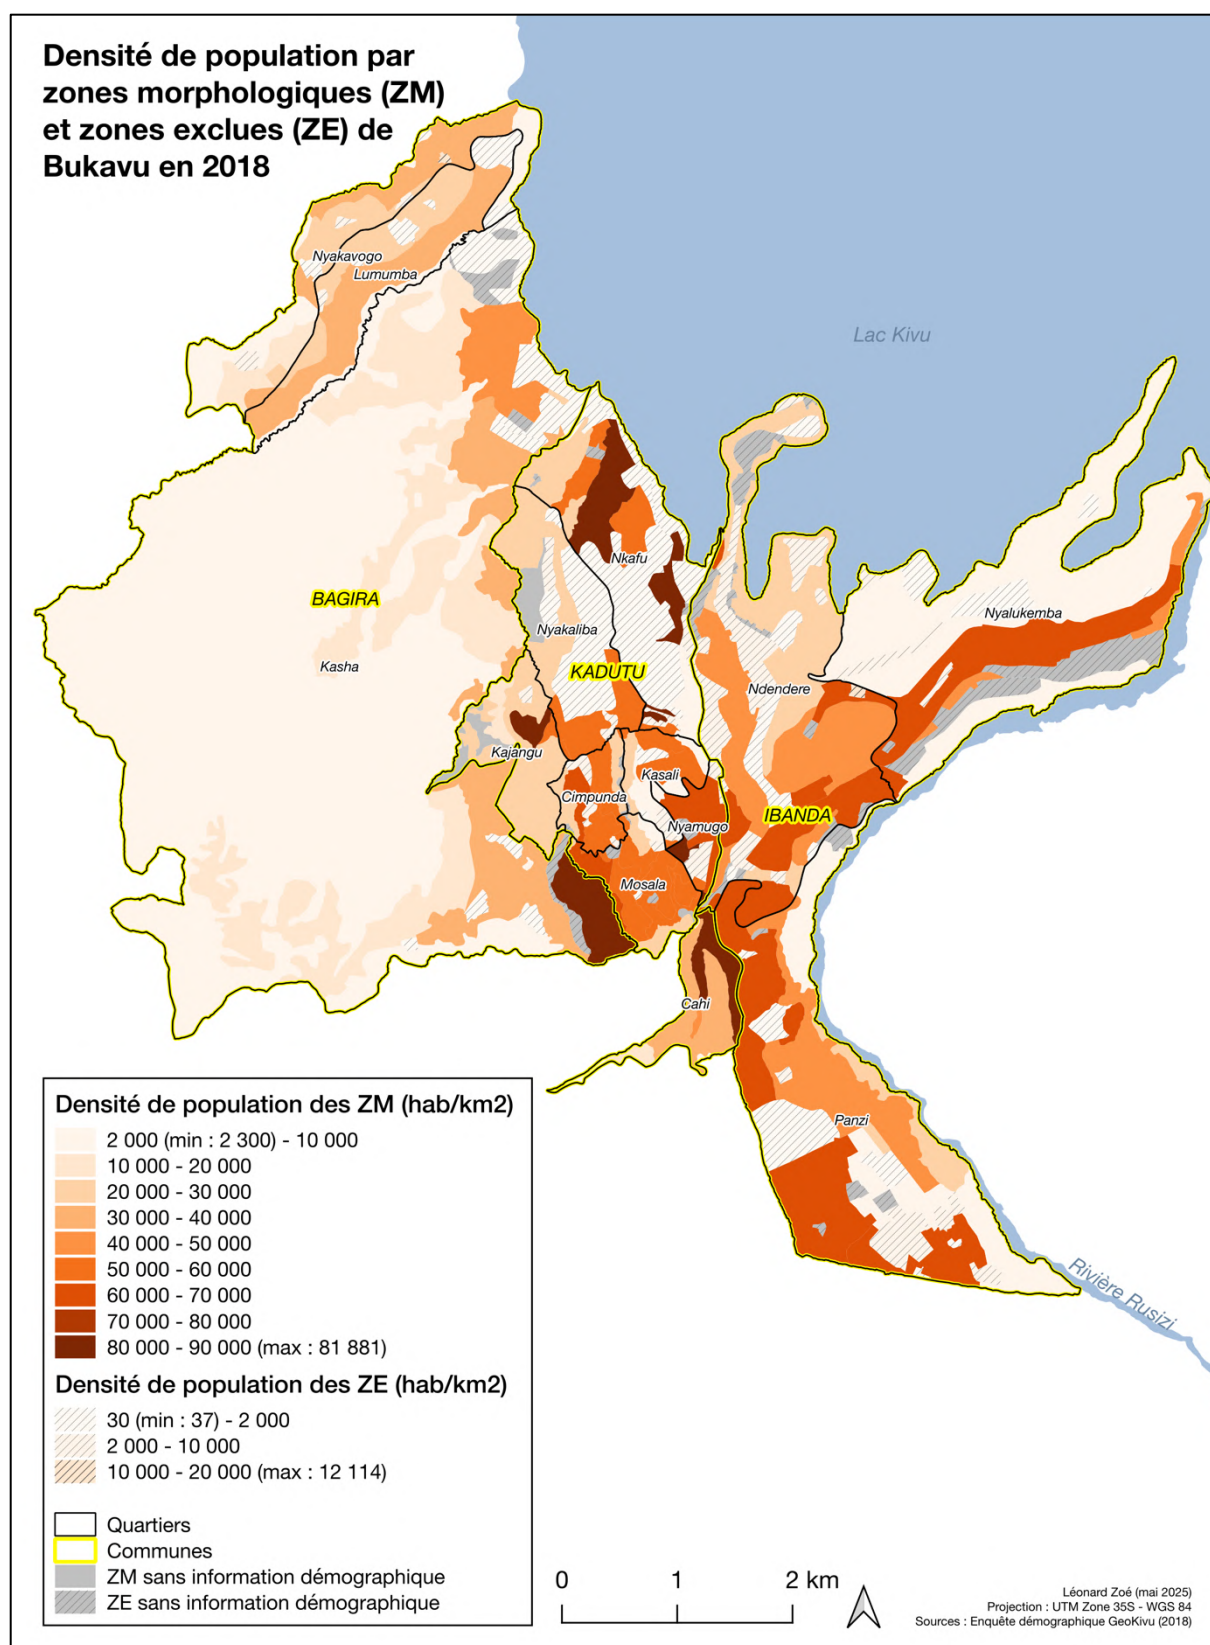 Densité de population par
zones morphologiques (ZM)
et zones exclues (ZE) de
Bukavu en 2018
Nyakavogo
Lumumba
Lac Kivu
Nkafu
BAGIRA
Nyalukemba
Nyakaliba
Kasha
KADUTU
Ndendere
Kajangu
Kasali
Cimpunda
IBANDA
Nyamugo
Mosala
Cahi
Panzi
Rivière Rusizi
Densité de population des ZM (hab/km2)
2 000 (min : 2 300) - 10 000
10 000 - 20 000
20 000 - 30 000
30 000 - 40 000
40 000 - 50 000
50 000 - 60 000
60 000 - 70 000
70 000 - 80 000
80 000 - 90 000 (max : 81 881)
Densité de population des ZE (hab/km2)
30 (min : 37) - 2 000
2 000 - 10 000
10 000 - 20 000 (max : 12 114)
Quartiers
Communes
ZM sans information démographique
ZE sans information démographique
0 1 2 km
Léonard Zoé (mai 2025)
Projection : UTM Zone 35S - WGS 84
Sources : Enquête démographique GeoKivu (2018)